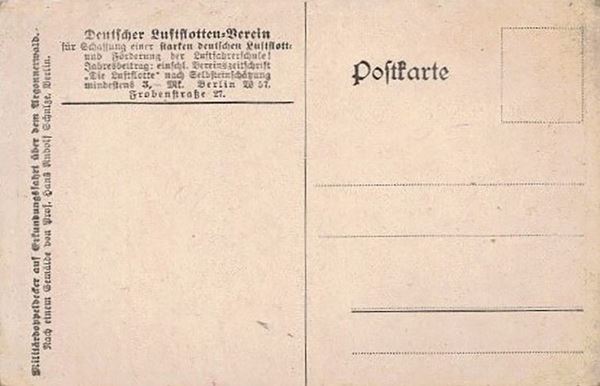 Deutscher Luftflotten-Verein
für Schaffung einer starken deutschen Luftflott-
und Förderung der Luftfahrerschule!
Jahresbeitrag: einschl. Vereinszeitschrift
"Die Luftflotte" nach Selbsteinschätzung
mindestens 3,— Mk. Berlin W 57.
Frobenstraße 27.
Postkarte
Militärdoppeldecker auf Erkundungsfahrt über dem Argonnerwald.
Nach einem Gemälde von Prof. Hans Rudolf Schulze, Berlin.